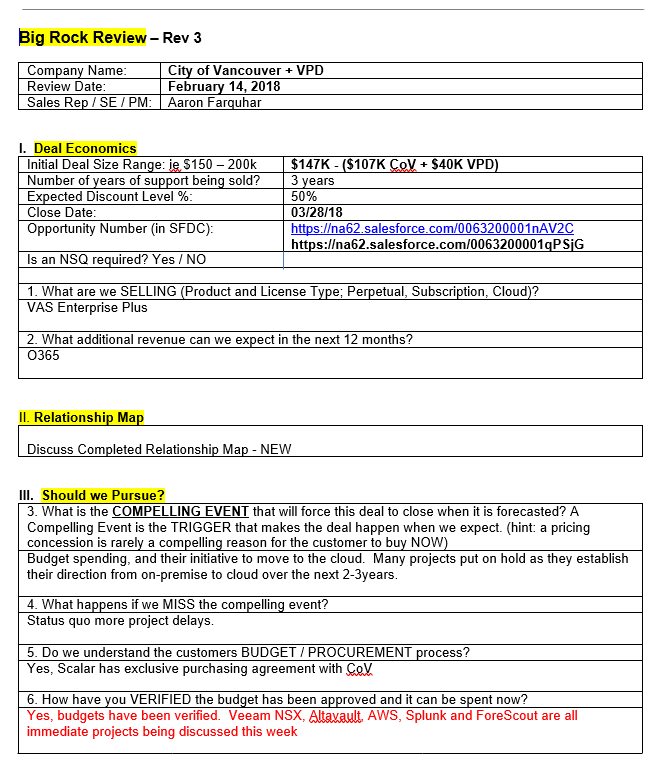 Big Rock Review – Rev 3
Company Name: City of Vancouver + VPD
Review Date: February 14, 2018
Sales Rep / SE / PM: Aaron Farquhar
I. Deal Economics
Initial Deal Size Range: ie $150 – 200k $147K - ($107K CoV + $40K VPD)
Number of years of support being sold? 3 years
Expected Discount Level %: 50%
Close Date: 03/28/18
Opportunity Number (in SFDC): https://na62.salesforce.com/0063200001nAV2C
https://na62.salesforce.com/0063200001qPSjG
Is an NSQ required? Yes / NO
1. What are we SELLING (Product and License Type; Perpetual, Subscription, Cloud)?
VAS Enterprise Plus
2. What additional revenue can we expect in the next 12 months?
O365
II. Relationship Map
Discuss Completed Relationship Map - NEW
III. Should we Pursue?
3. What is the COMPELLING EVENT that will force this deal to close when it is forecasted? A
Compelling Event is the TRIGGER that makes the deal happen when we expect. (hint: a pricing
concession is rarely a compelling reason for the customer to buy NOW)
Budget spending, and their initiative to move to the cloud. Many projects put on hold as they establish
their direction from on-premise to cloud over the next 2-3years.
4. What happens if we MISS the compelling event?
Status quo more project delays.
5. Do we understand the customers BUDGET / PROCUREMENT process?
Yes, Scalar has exclusive purchasing agreement with CoV
6. How have you VERIFIED the budget has been approved and it can be spent now?
Yes, budgets have been verified. Veeam NSX, Altavault, AWS, Splunk and ForeScout are all
immediate projects being discussed this week